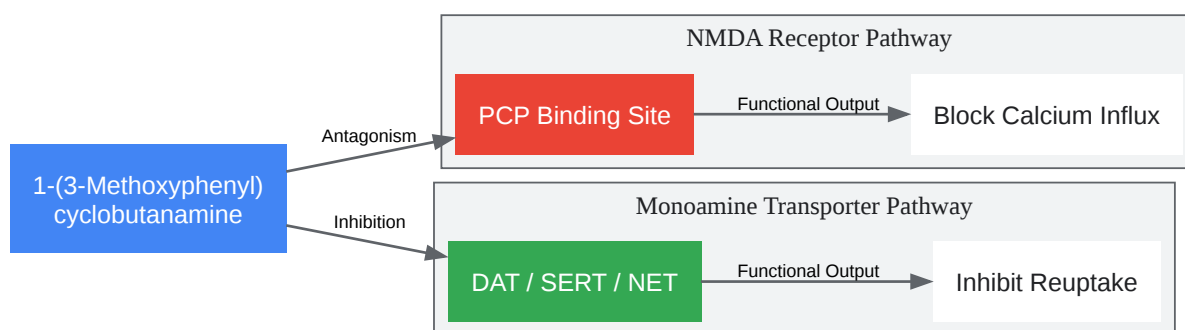 NMDA Receptor Pathway
PCP Binding Site
Functional Output
Block Calcium Influx
Antagonism
1-(3-Methoxyphenyl)
cyclobutanamine
Inhibition
Monoamine Transporter Pathway
DAT / SERT / NET
Functional Output
Inhibit Reuptake